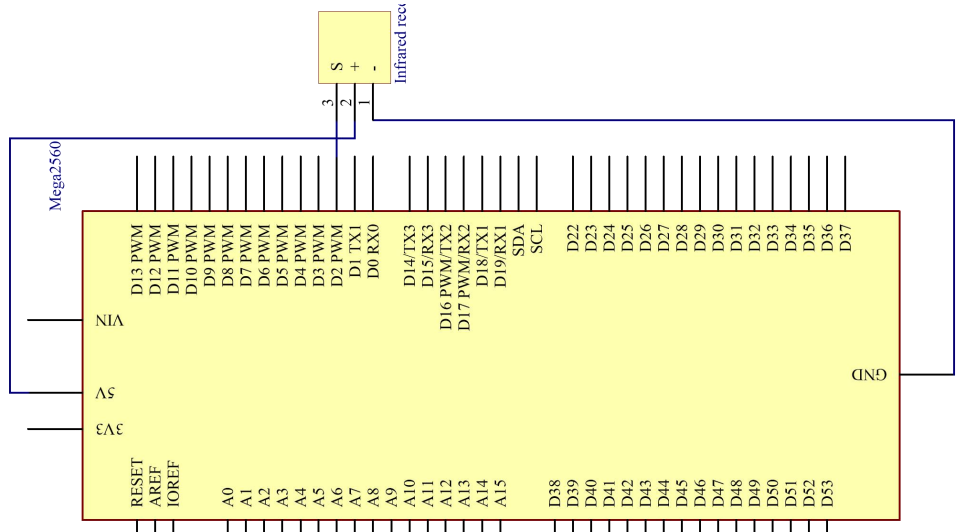 S
+
-
3
2
1
Infrared rece
Mega2560
D13 PWM
D12 PWM
D11 PWM
D10 PWM
D9 PWM
D8 PWM
D7 PWM
D6 PWM
D5 PWM
D4 PWM
D3 PWM
D2 PWM
D1 TX1
D0 RX0
D14/TX3
D15/RX3
D16 PWM/TX2
D17 PWM/RX2
D18/TX1
D19/RX1
SDA
SCL
D22
D23
D24
D25
D26
D27
D28
D29
D30
D31
D32
D33
D34
D35
D36
D37
VIN
5V
3V3
GND
RESET
AREF
IOREF
A0
A1
A2
A3
A4
A5
A6
A7
A8
A9
A10
A11
A12
A13
A14
A15
D38
D39
D40
D41
D42
D43
D44
D45
D46
D47
D48
D49
D50
D51
D52
D53